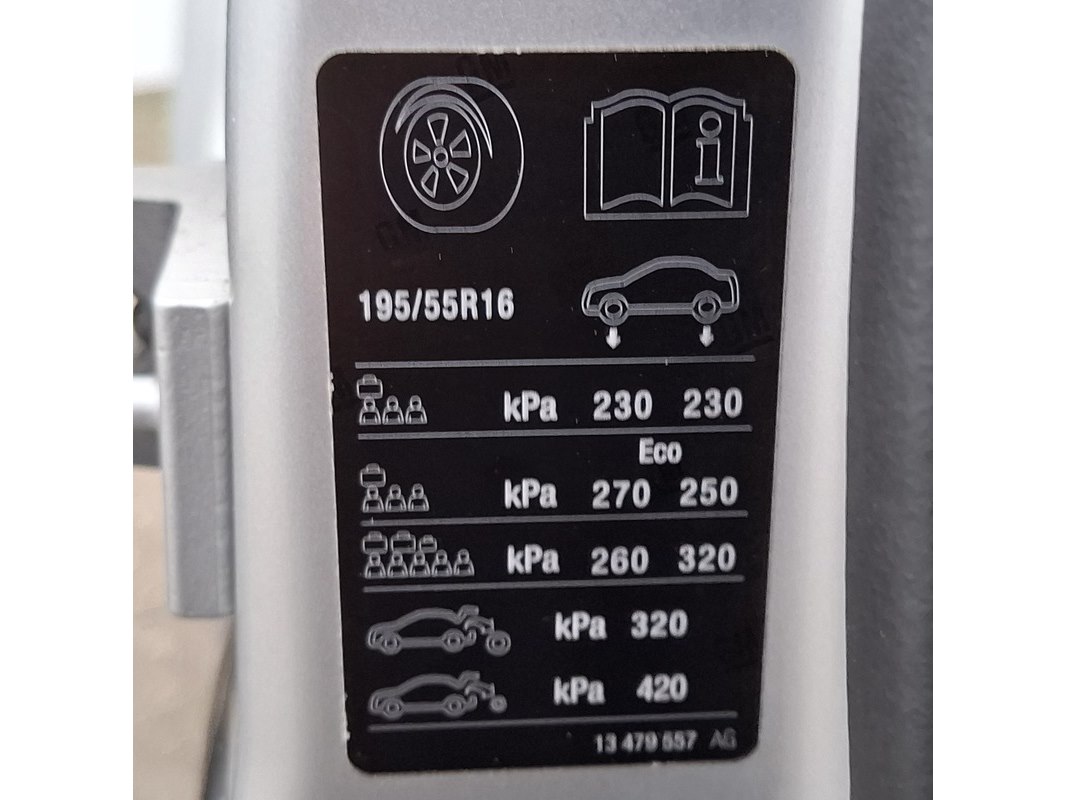 195/55R16
kPa 230 230
Eco
kPa 270 250
kPa 260 320
kPa 320
kPa 420
13 479 557 AG